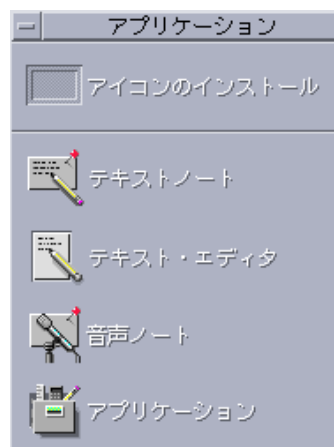 アプリケーション
アイコンのインストール
テキストノート
テキスト・エディタ
音声ノート
アプリケーション